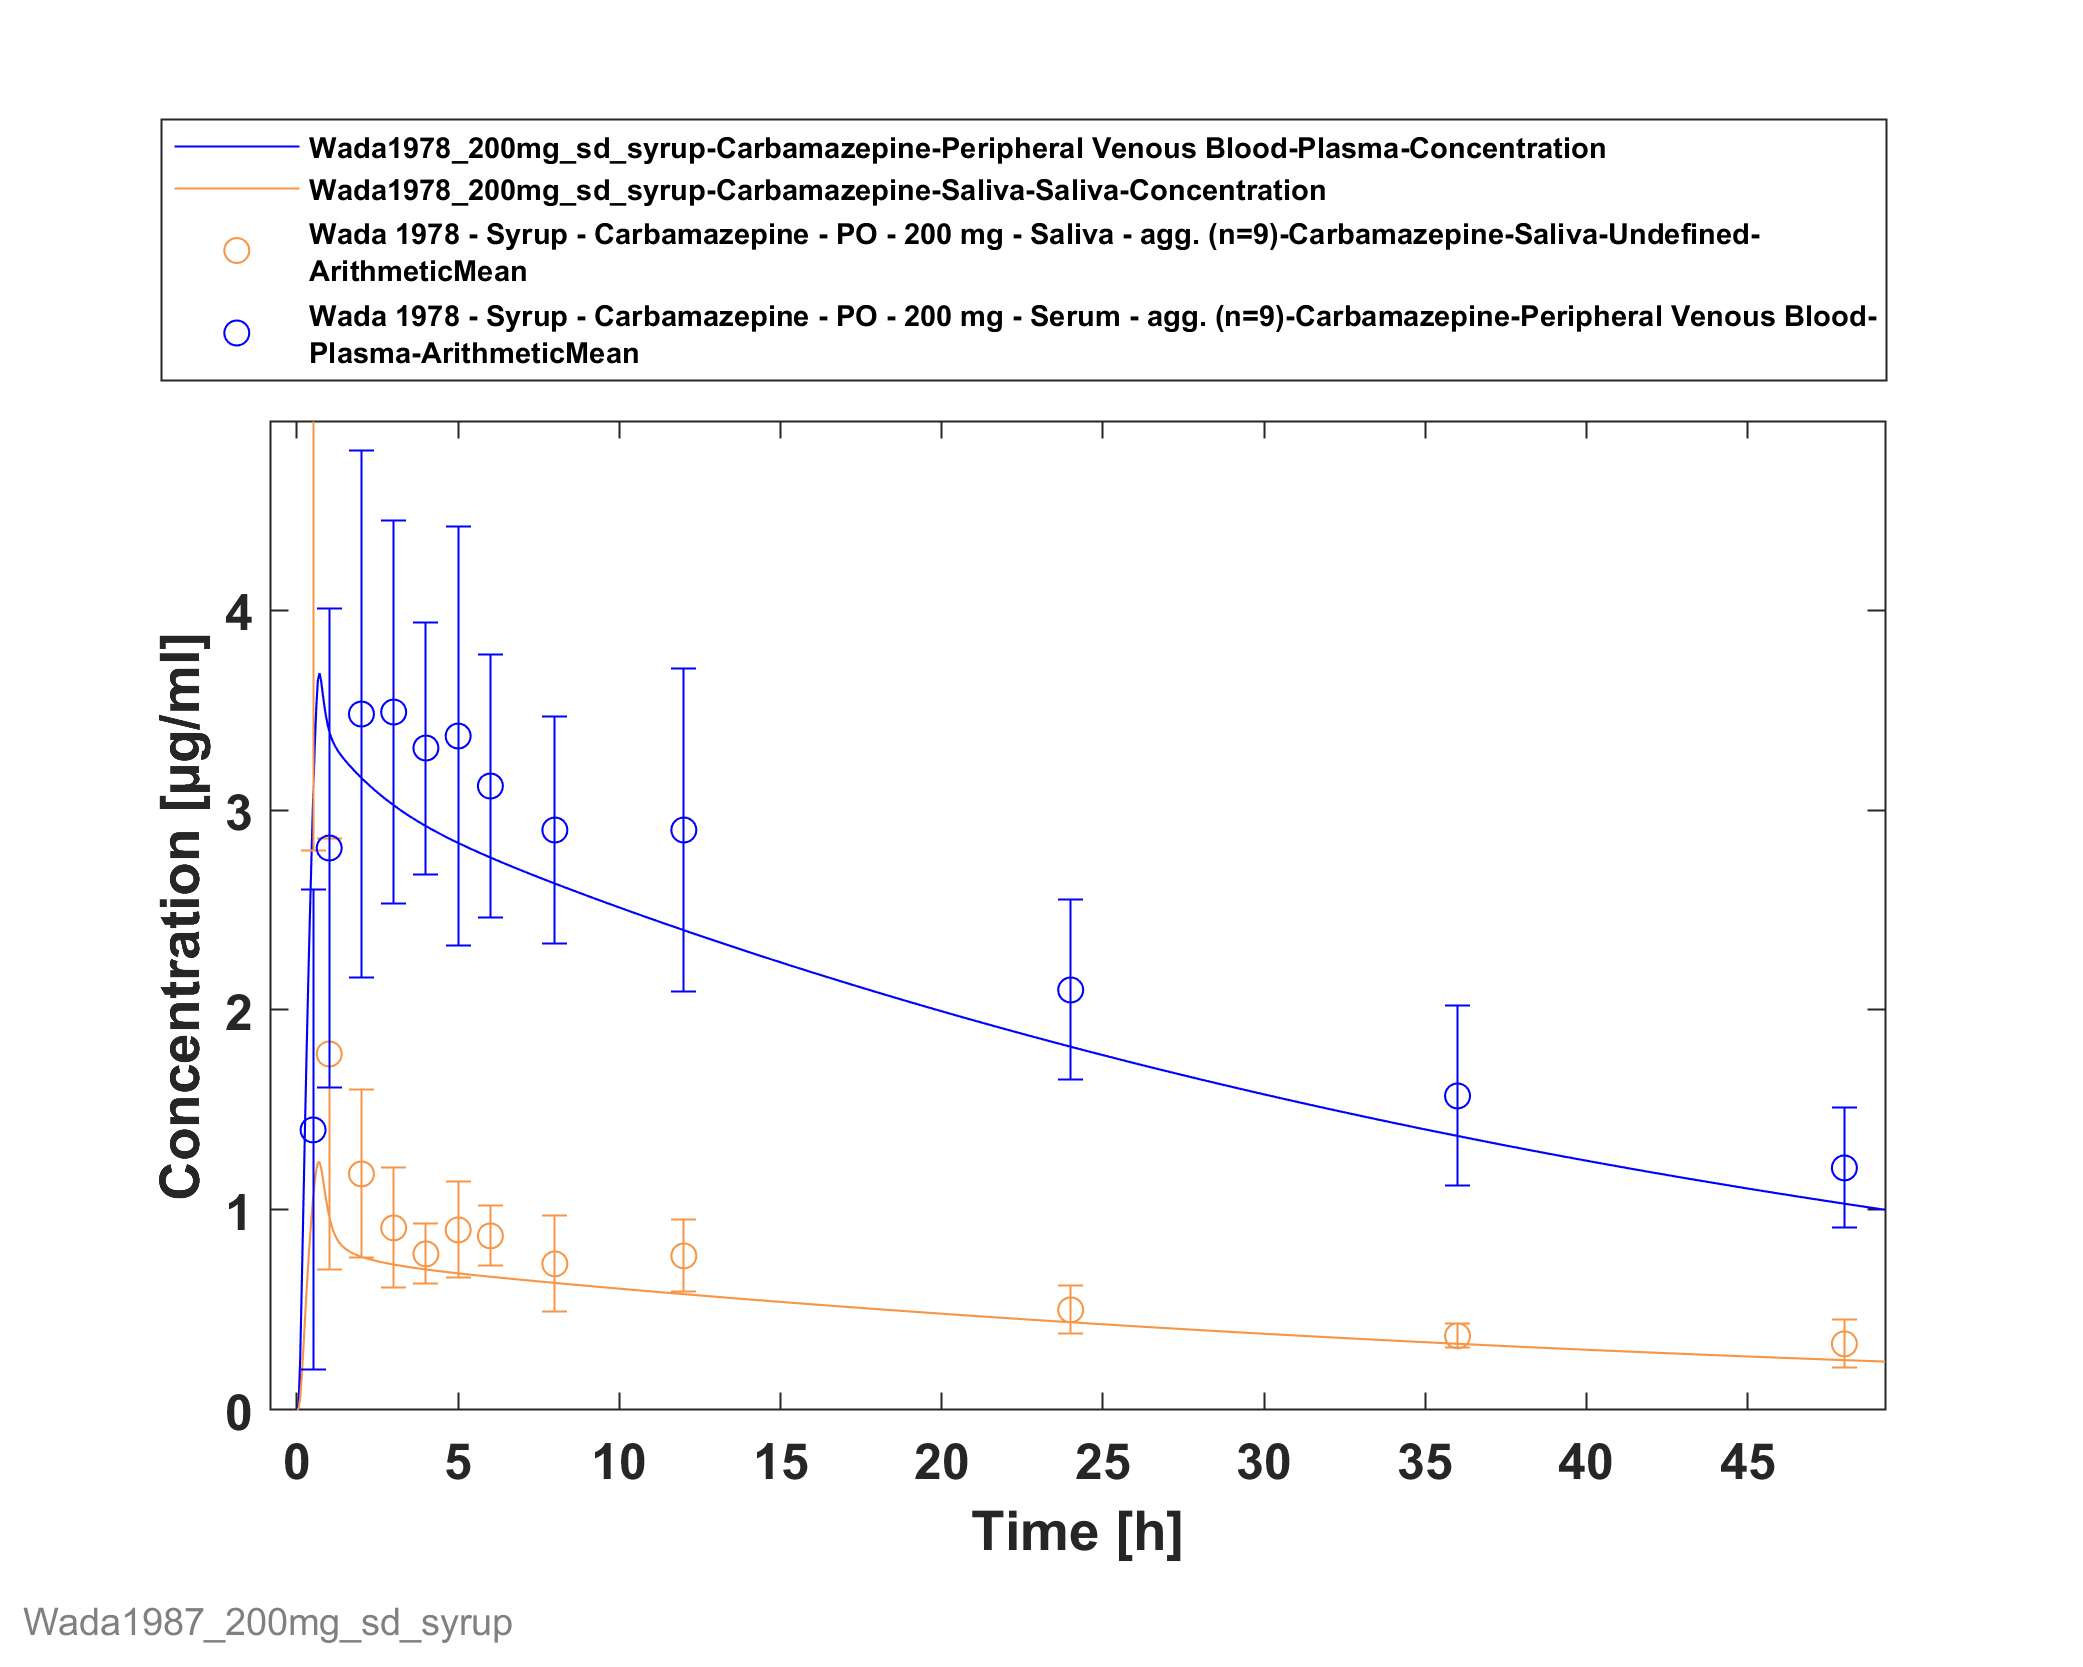 Wada1978_200mg_sd_syrup-Carbamazepine-Peripheral Venous Blood-Plasma-Concentration
Wada1978_200mg_sd_syrup-Carbamazepine-Saliva-Saliva-Concentration
Wada 1978 - Syrup - Carbamazepine - PO - 200 mg - Saliva - agg. (n=9)-Carbamazepine-Saliva-Undefined-
ArithmeticMean
Wada 1978 - Syrup - Carbamazepine - PO - 200 mg - Serum - agg. (n=9)-Carbamazepine-Peripheral Venous Blood-
Plasma-ArithmeticMean
Concentration [µg/ml]
4
3
2
1
0
0 5 10 15 20 25 30 35 40 45
Time [h]
Wada1987_200mg_sd_syrup